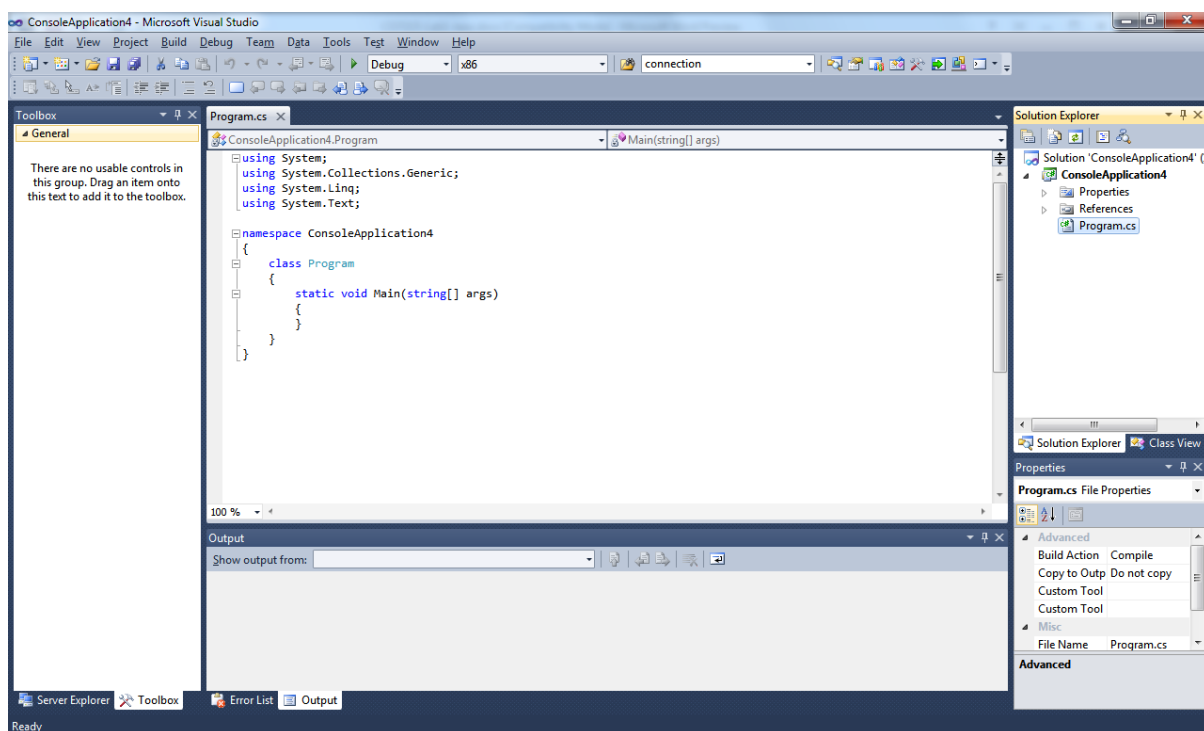 ConsoleApplication4 - Microsoft Visual Studio
File Edit View Project Build Debug Team Data Tools Test Window Help
Debug x86 connection
Toolbox
General
There are no usable controls in
this group. Drag an item onto
this text to add it to the toolbox.
Server Explorer Toolbox
Program.cs
ConsoleApplication4.Program Main(string[] args)
using System;
using System.Collections.Generic;
using System.Linq;
using System.Text;
namespace ConsoleApplication4
{
class Program
{
static void Main(string[] args)
{
}
}
}
100 %
Output
Show output from:
Error List Output
Solution Explorer
Solution 'ConsoleApplication4' (
ConsoleApplication4
Properties
References
Program.cs
Solution Explorer Class View
Properties
Program.cs File Properties
Advanced
Build Action Compile
Copy to Outp Do not copy
Custom Tool
Custom Tool
Misc
File Name Program.cs
Advanced
Ready